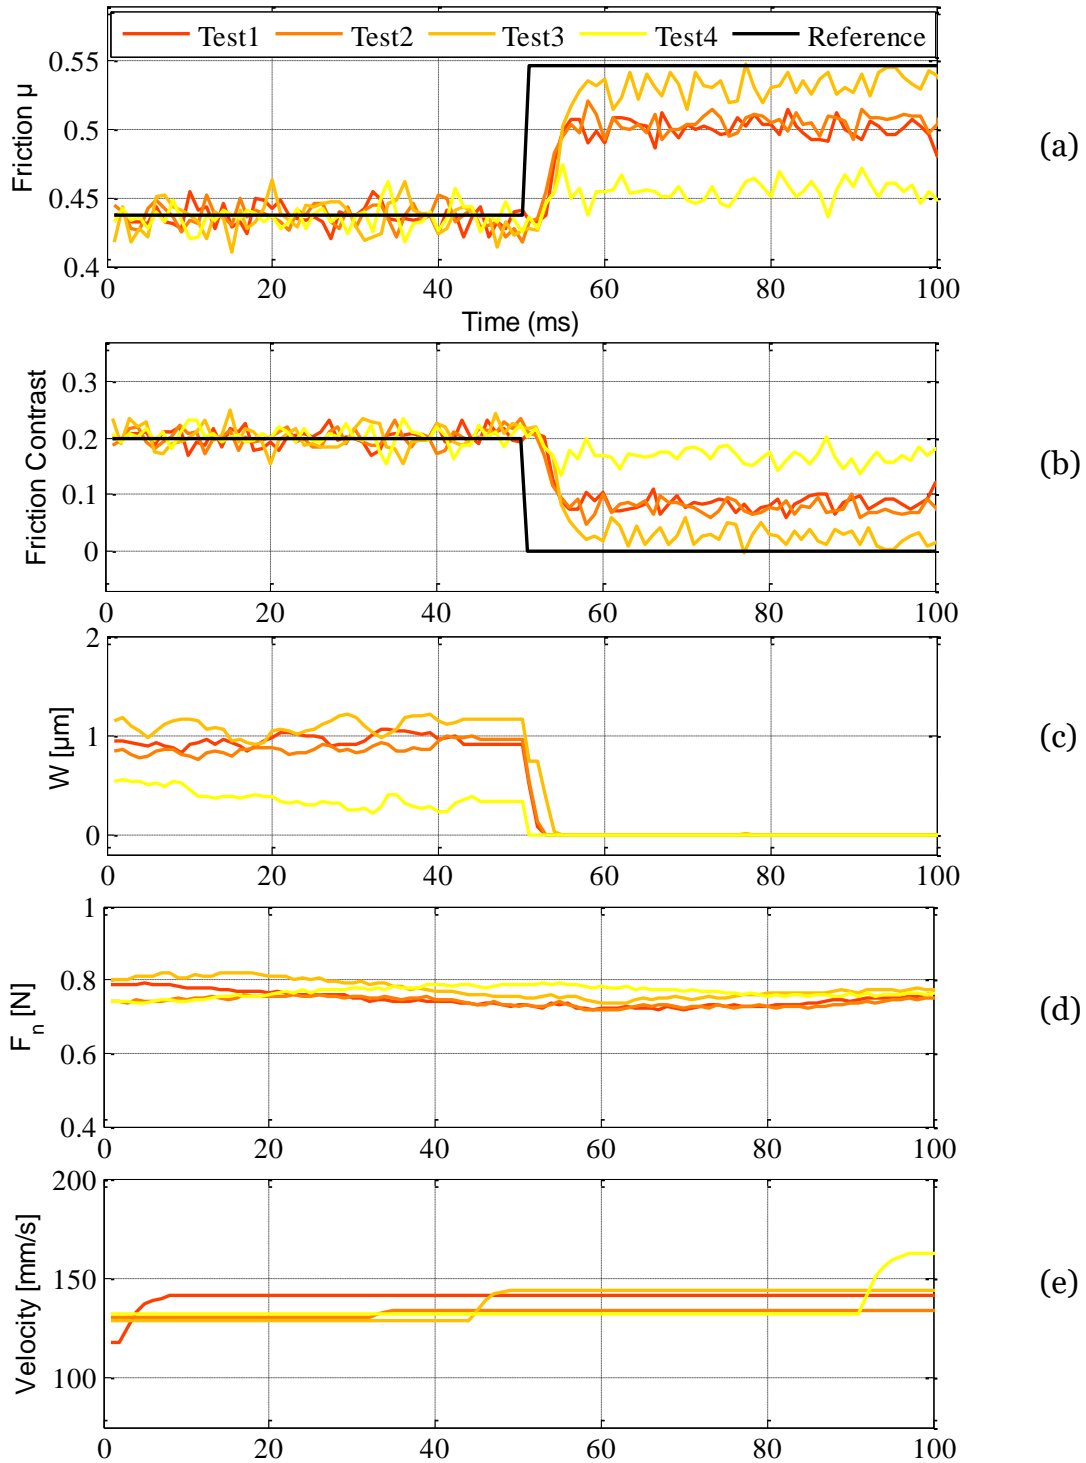 Test1 Test2 Test3 Test4 Reference
Friction µ
0.55
0.5
0.45
0.4
0 20 40 60 80 100
Time (ms)
(a)
Friction Contrast
0.3
0.2
0.1
0
0 20 40 60 80 100
(b)
W [µm]
2
1
0
0 20 40 60 80 100
(c)
F n [N]
1
0.8
0.6
0.4
0 20 40 60 80 100
(d)
Velocity [mm/s]
200
150
100
0 20 40 60 80 100
(e)